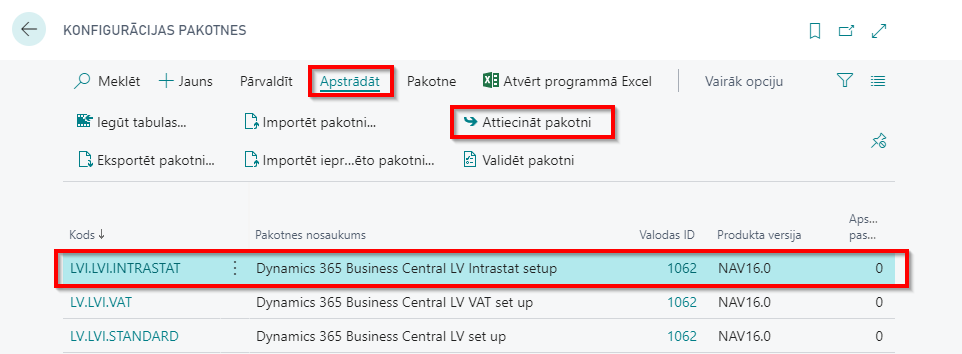 KONFIGURĀCIJAS PAKOTNES
Meklēt Jauns Pārvaldīt Apstrādāt Pakotne Atvērt programmā Excel Vairāk opciju
Iegūt tabulas... Importēt pakotni... Attiecināt pakotni
Eksportēt pakotni... Importēt iepr...ēto pakotni... Validēt pakotni
Aps...
Kods ↓ Pakotnes nosaukums Valodas ID Produkta versija pas...
LVI.LVI.INTRASTAT Dynamics 365 Business Central LV Intrastat setup 1062 NAV16.0 0
LV.LVI.VAT Dynamics 365 Business Central LV VAT set up 1062 NAV16.0 0
LV.LVI.STANDARD Dynamics 365 Business Central LV set up 1062 NAV16.0 0